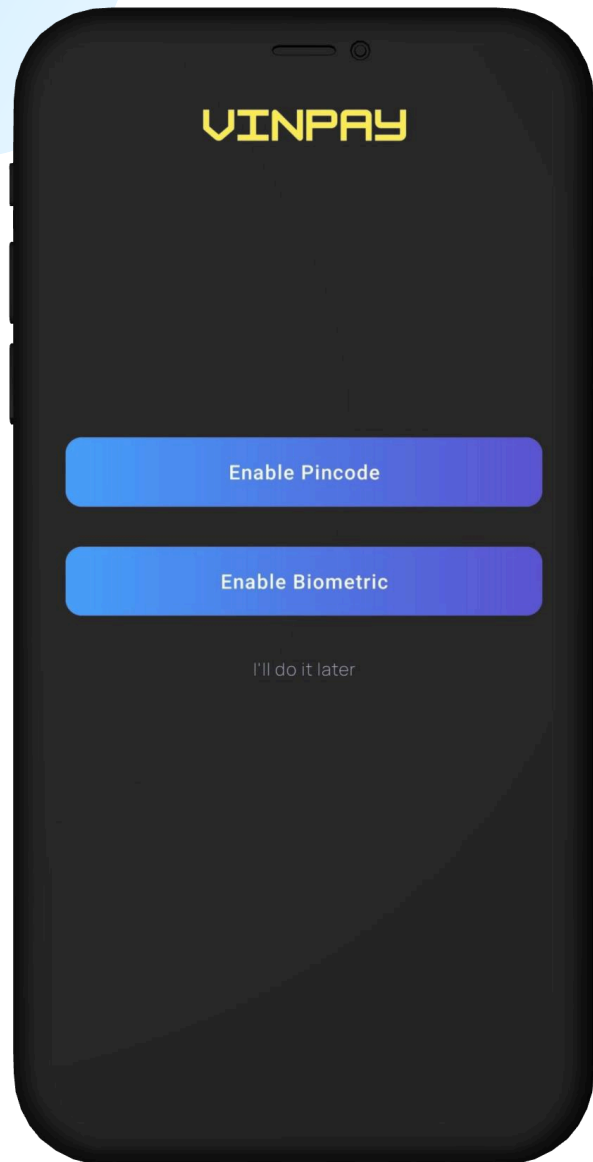 VINPAY
Enable Pincode
Enable Biometric
I'll do it later